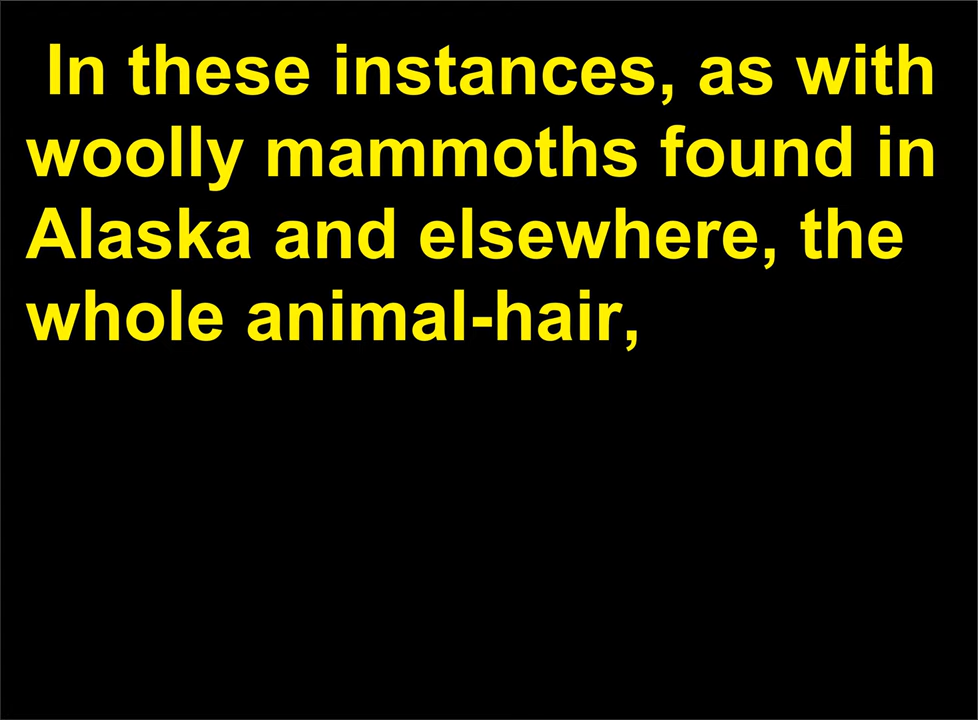 In these instances, as with
woolly mammoths found in
Alaska and elsewhere, the
whole animal-hair,